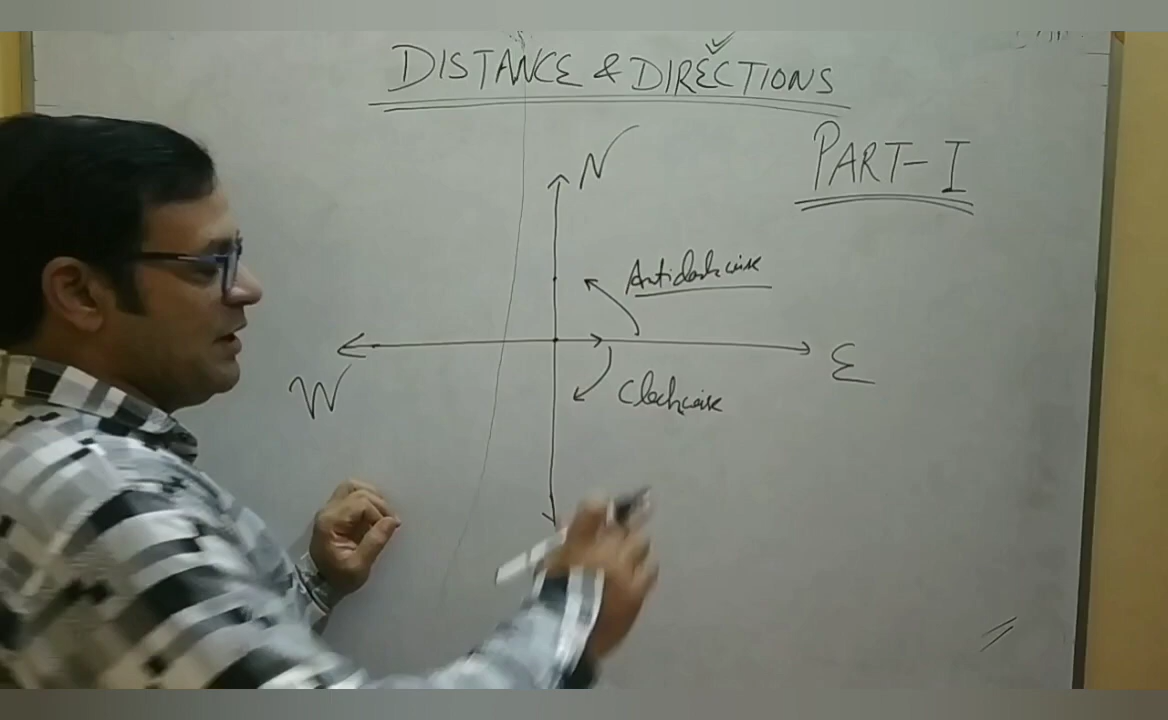 DISTANCE & DIRECTIONS
PART-I
N
Anticlockwise
W
E
Clockwise